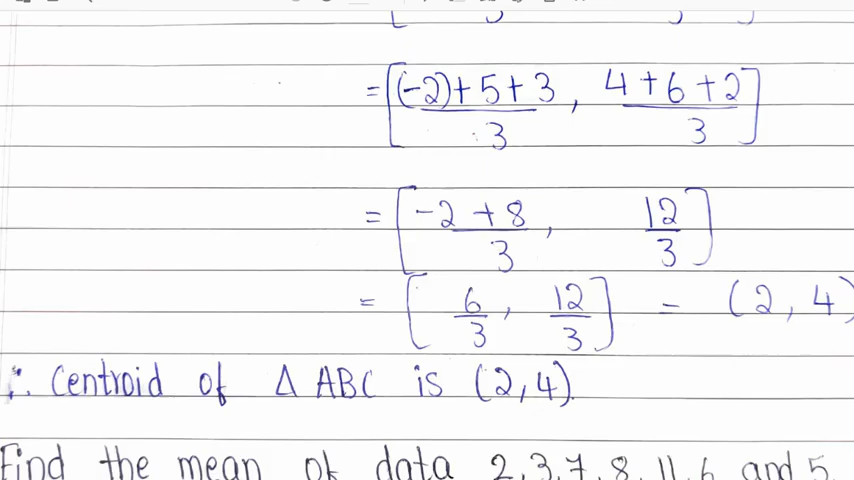 = [(-2)+5+3/3, 4+6+2/3]
= [-2+8/3, 12/3]
= [6/3, 12/3] = (2, 4)
∴ Centroid of Δ ABC is (2,4).
Find the mean of data 2,3,7,8,11,6 and 5.